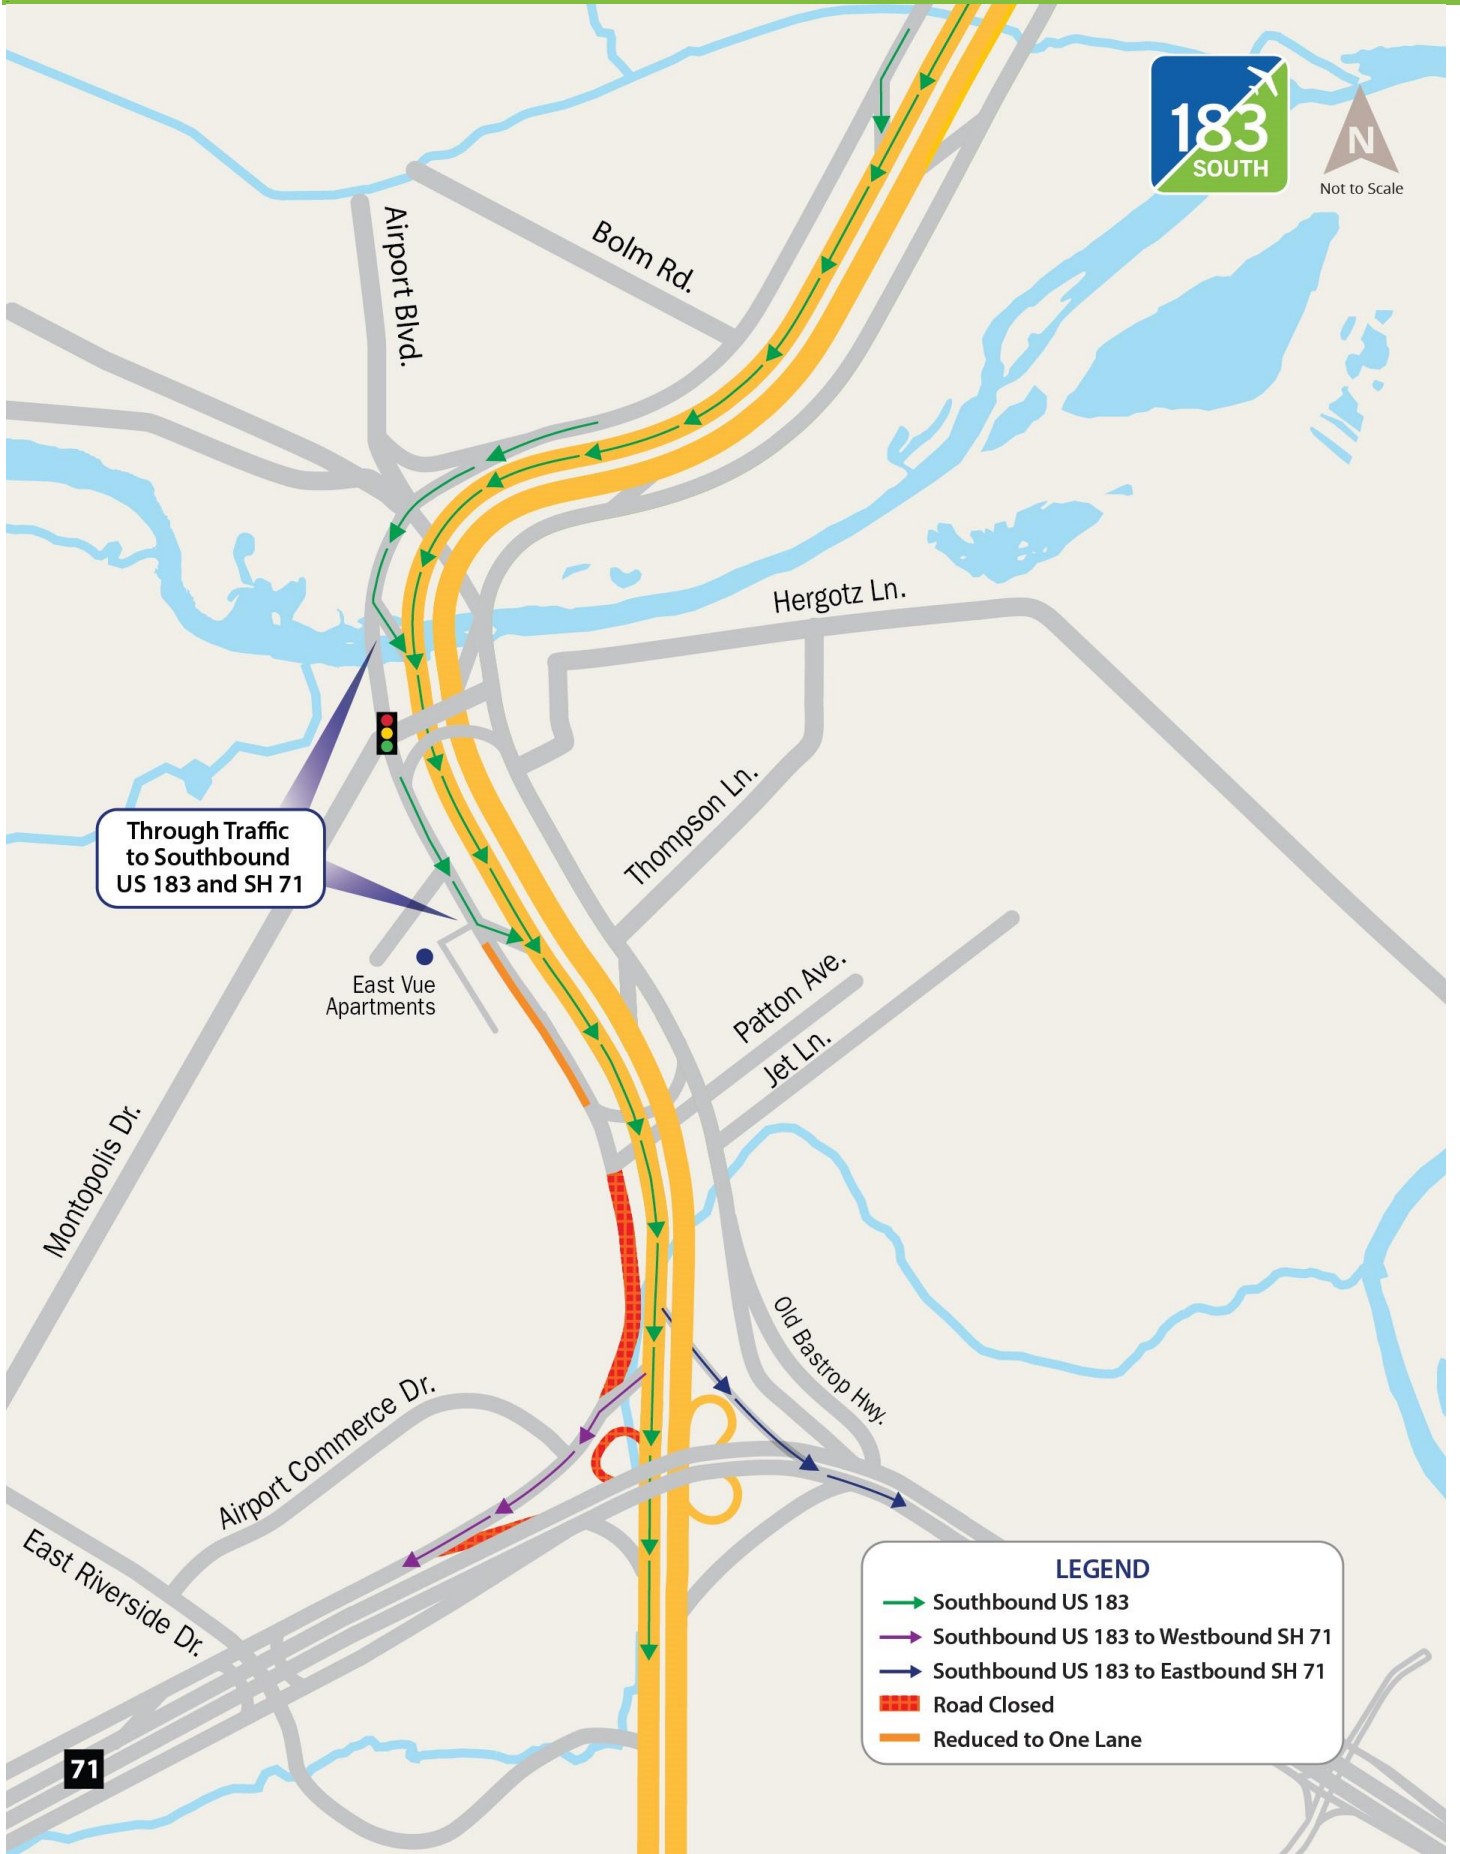 183
SOUTH
N
Not to Scale
Airport Blvd.
Bolm Rd.
Hergotz Ln.
Thompson Ln.
Through Traffic
to Southbound
US 183 and SH 71
East Vue
Apartments
Patton Ave.
Jet Ln.
Montopolis Dr.
Old Bastrop Hwy.
Airport Commerce Dr.
East Riverside Dr.
LEGEND
Southbound US 183
Southbound US 183 to Westbound SH 71
Southbound US 183 to Eastbound SH 71
Road Closed
Reduced to One Lane
71